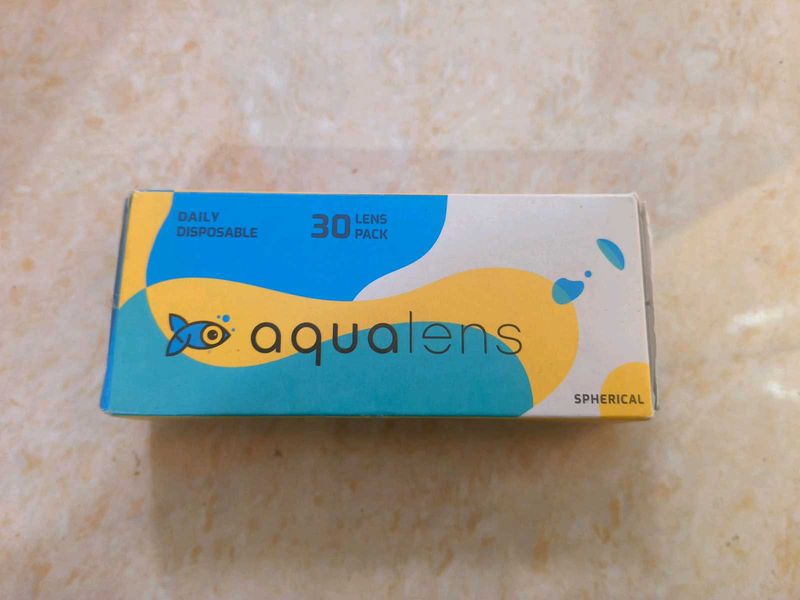 DAILY
DISPOSABLE
30 LENS
PACK
aqualens
SPHERICAL